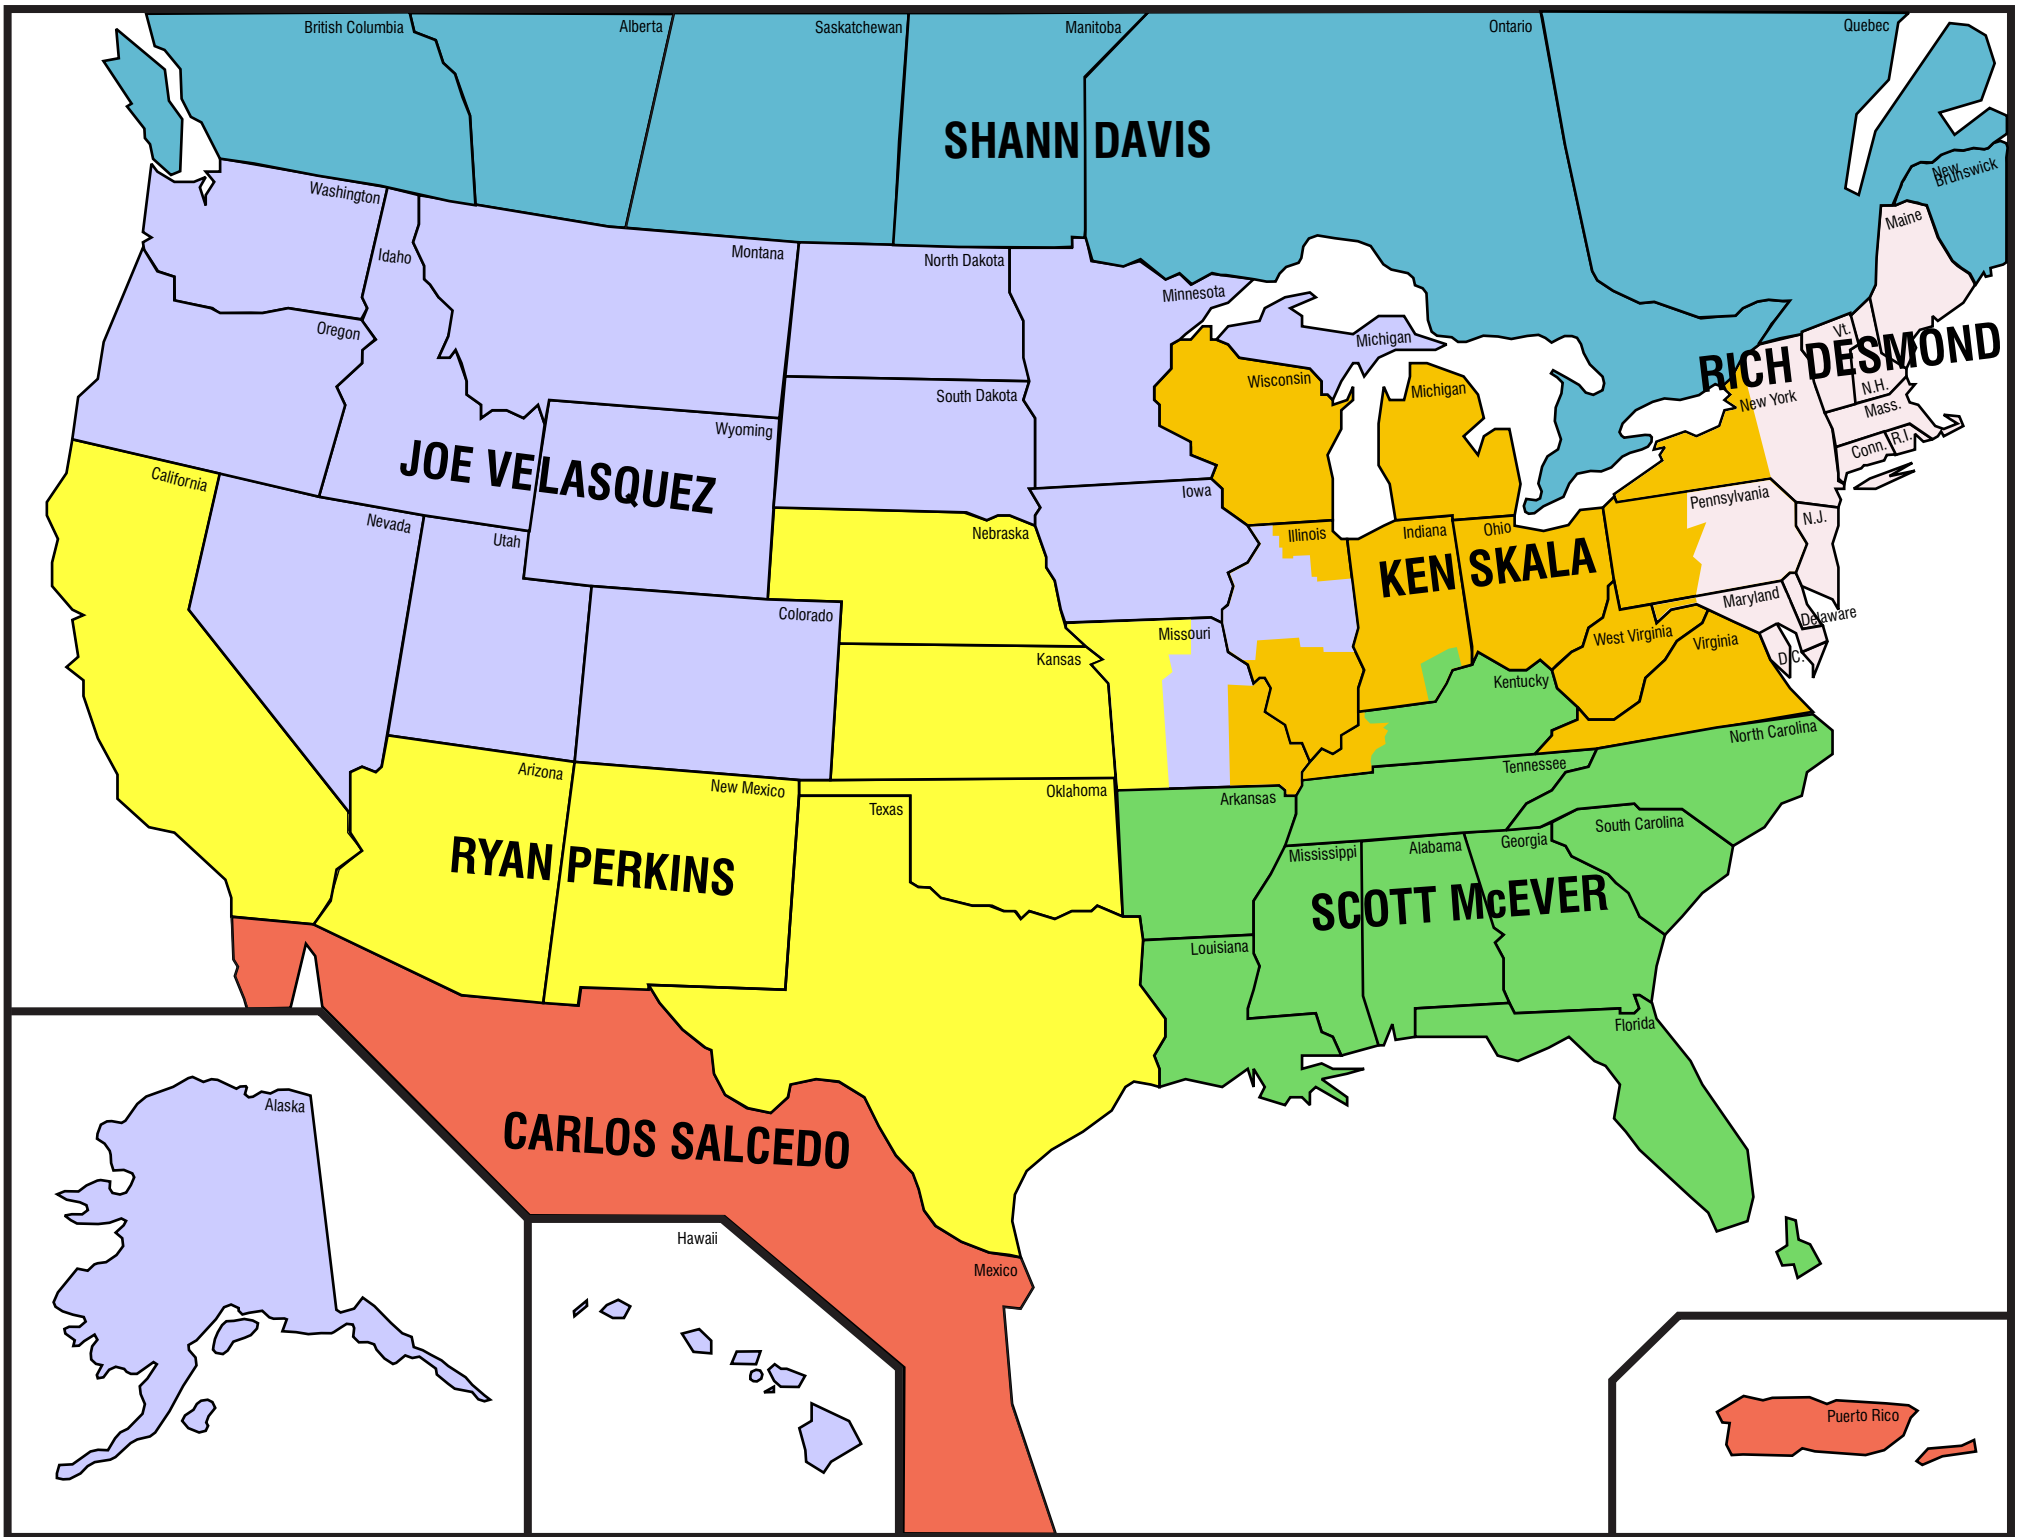 British Columbia
Alberta
Saskatchewan
Manitoba
Ontario
Quebec
SHANN DAVIS
New
Brunswick
Washington
Idaho
Montana
North Dakota
Minnesota
Maine
Oregon
Michigan
Vt.
RICH DESMOND
Wyoming
South Dakota
Wisconsin
Michigan
New York
N.H.
Mass.
JOE VELASQUEZ
Conn.
R.I.
California
Nevada
Utah
Nebraska
Iowa
Illinois
Indiana
Ohio
Pennsylvania
N.J.
KEN SKALA
Colorado
Missouri
Maryland
Delaware
West Virginia
Virginia
D.C.
Kansas
Kentucky
North Carolina
Arizona
New Mexico
Texas
Oklahoma
Arkansas
Tennessee
South Carolina
RYAN PERKINS
Mississippi
Alabama
Georgia
SCOTT McEVER
Louisiana
Florida
Alaska
CARLOS SALCEDO
Hawaii
Mexico
Puerto Rico